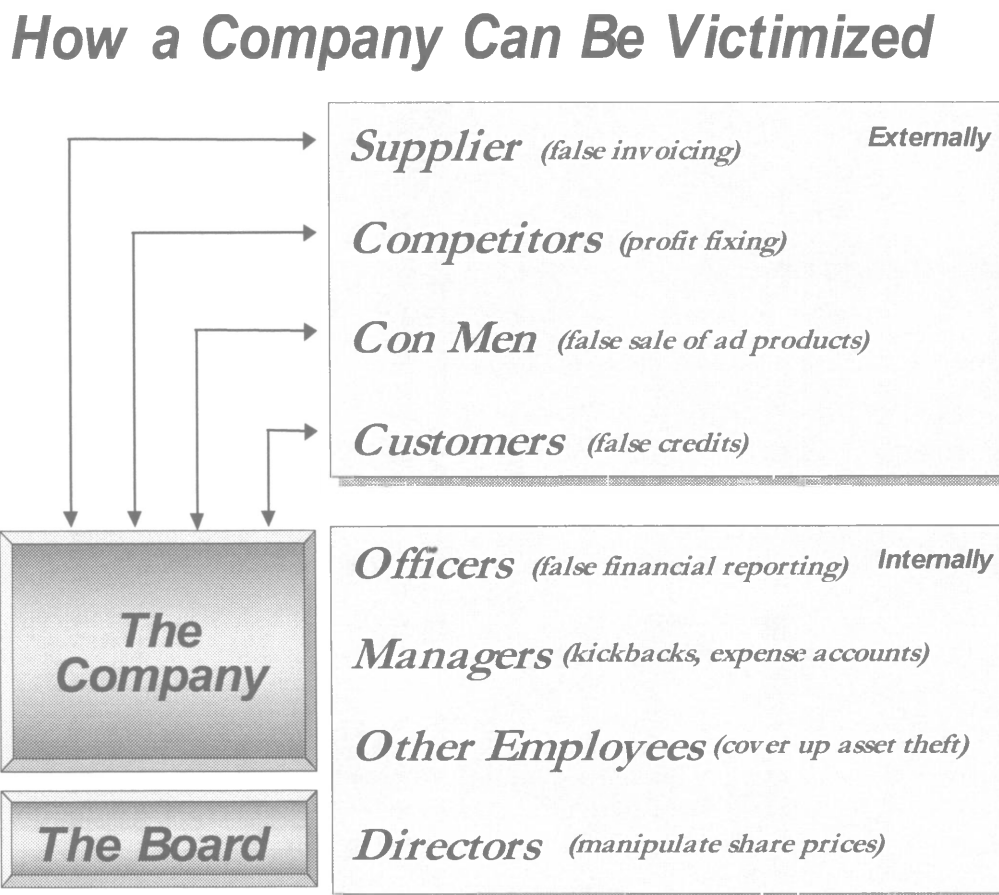 How a Company Can Be Victimized
Supplier (false invoicing) Externally
Competitors (profit fixing)
Con Men (false sale of ad products)
Customers (false credits)
Officers (false financial reporting) Internally
Managers (kickbacks, expense accounts)
The
Company
Other Employees (cover up asset theft)
The Board
Directors (manipulate share prices)